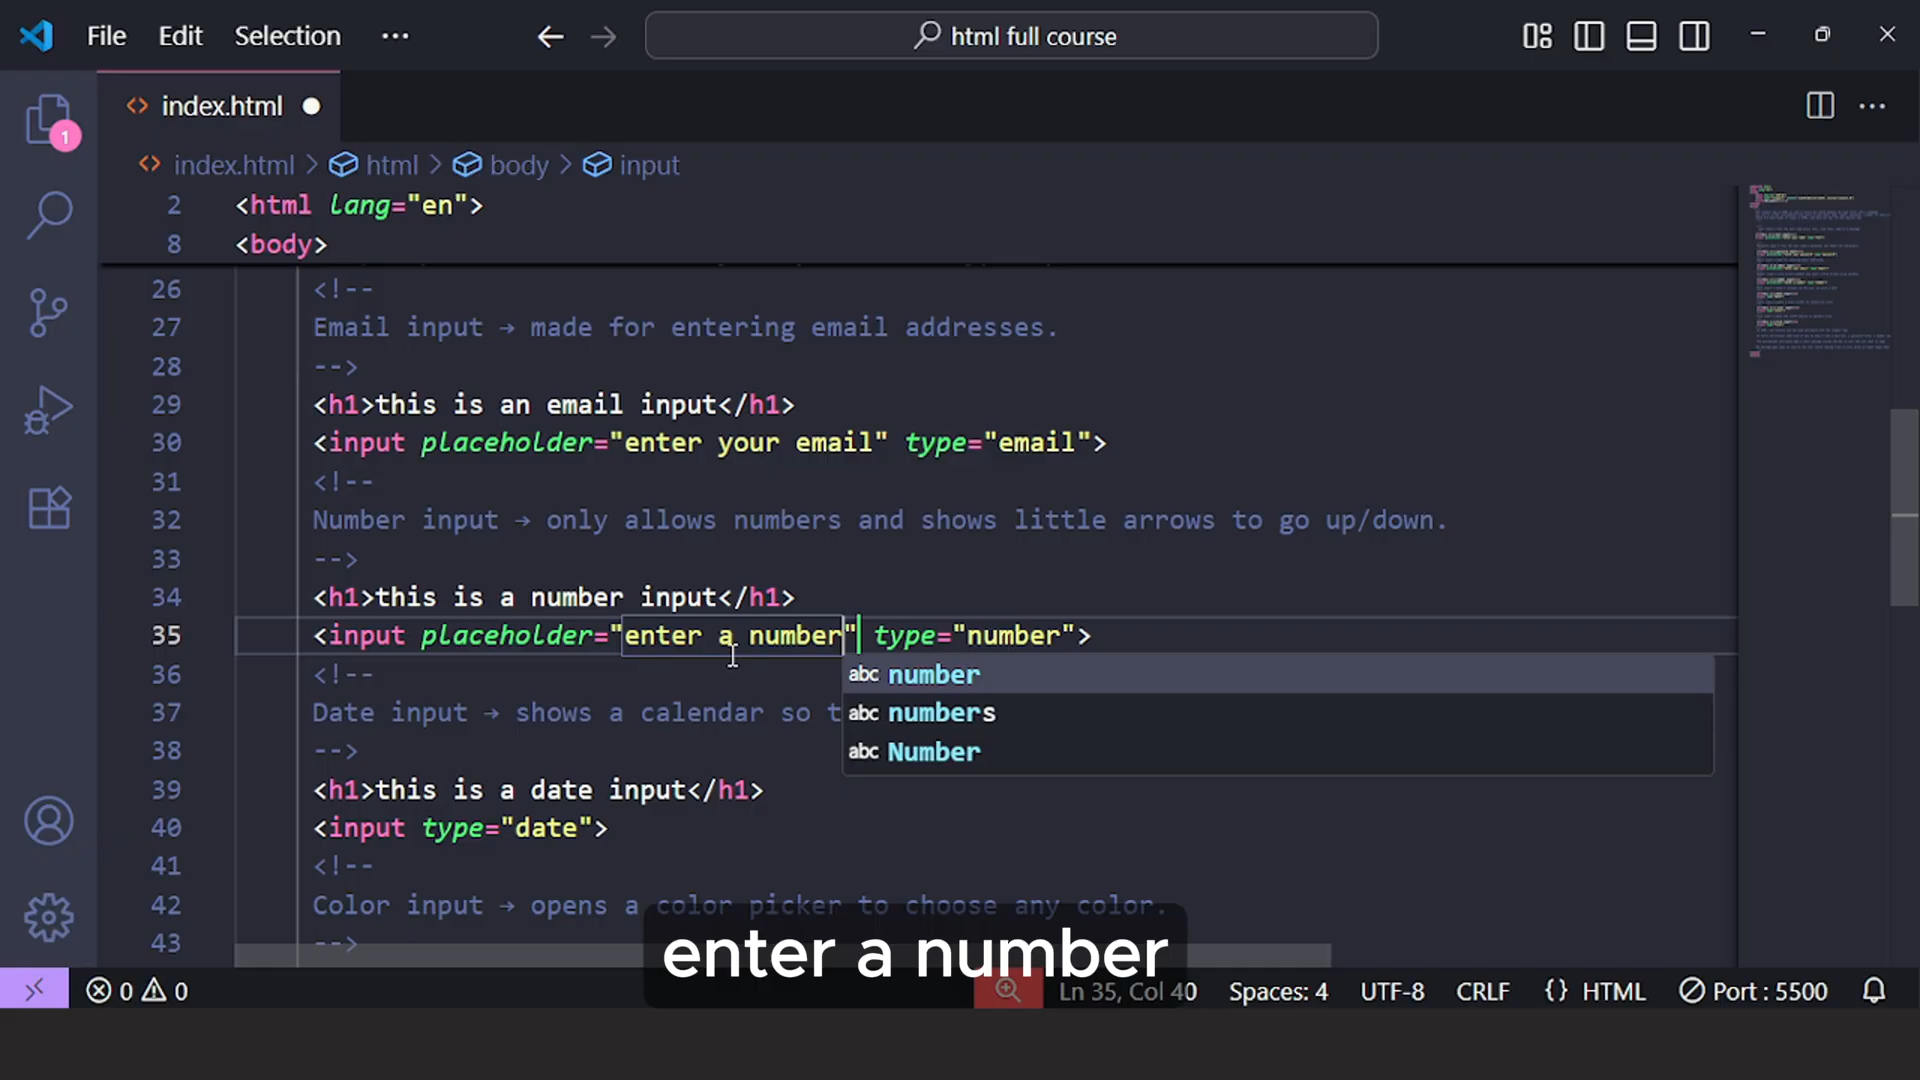 File Edit Selection ···
html full course
index.html
1
index.html > html > body > input
2 <html lang="en">
8 <body>
26 <!--
27 Email input → made for entering email addresses.
28 -->
29 <h1>this is an email input</h1>
30 <input placeholder="enter your email" type="email">
31 <!--
32 Number input → only allows numbers and shows little arrows to go up/down.
33 -->
34 <h1>this is a number input</h1>
35 <input placeholder="enter a number" type="number">
36 <!--
abc number
37 Date input → shows a calendar so t
abc numbers
38 -->
abc Number
39 <h1>this is a date input</h1>
40 <input type="date">
41 <!--
42 Color input → opens a color picker to choose any color.
43 -->
enter a number
0 0
Ln 35, Col 40 Spaces: 4 UTF-8 CRLF {} HTML Port : 5500